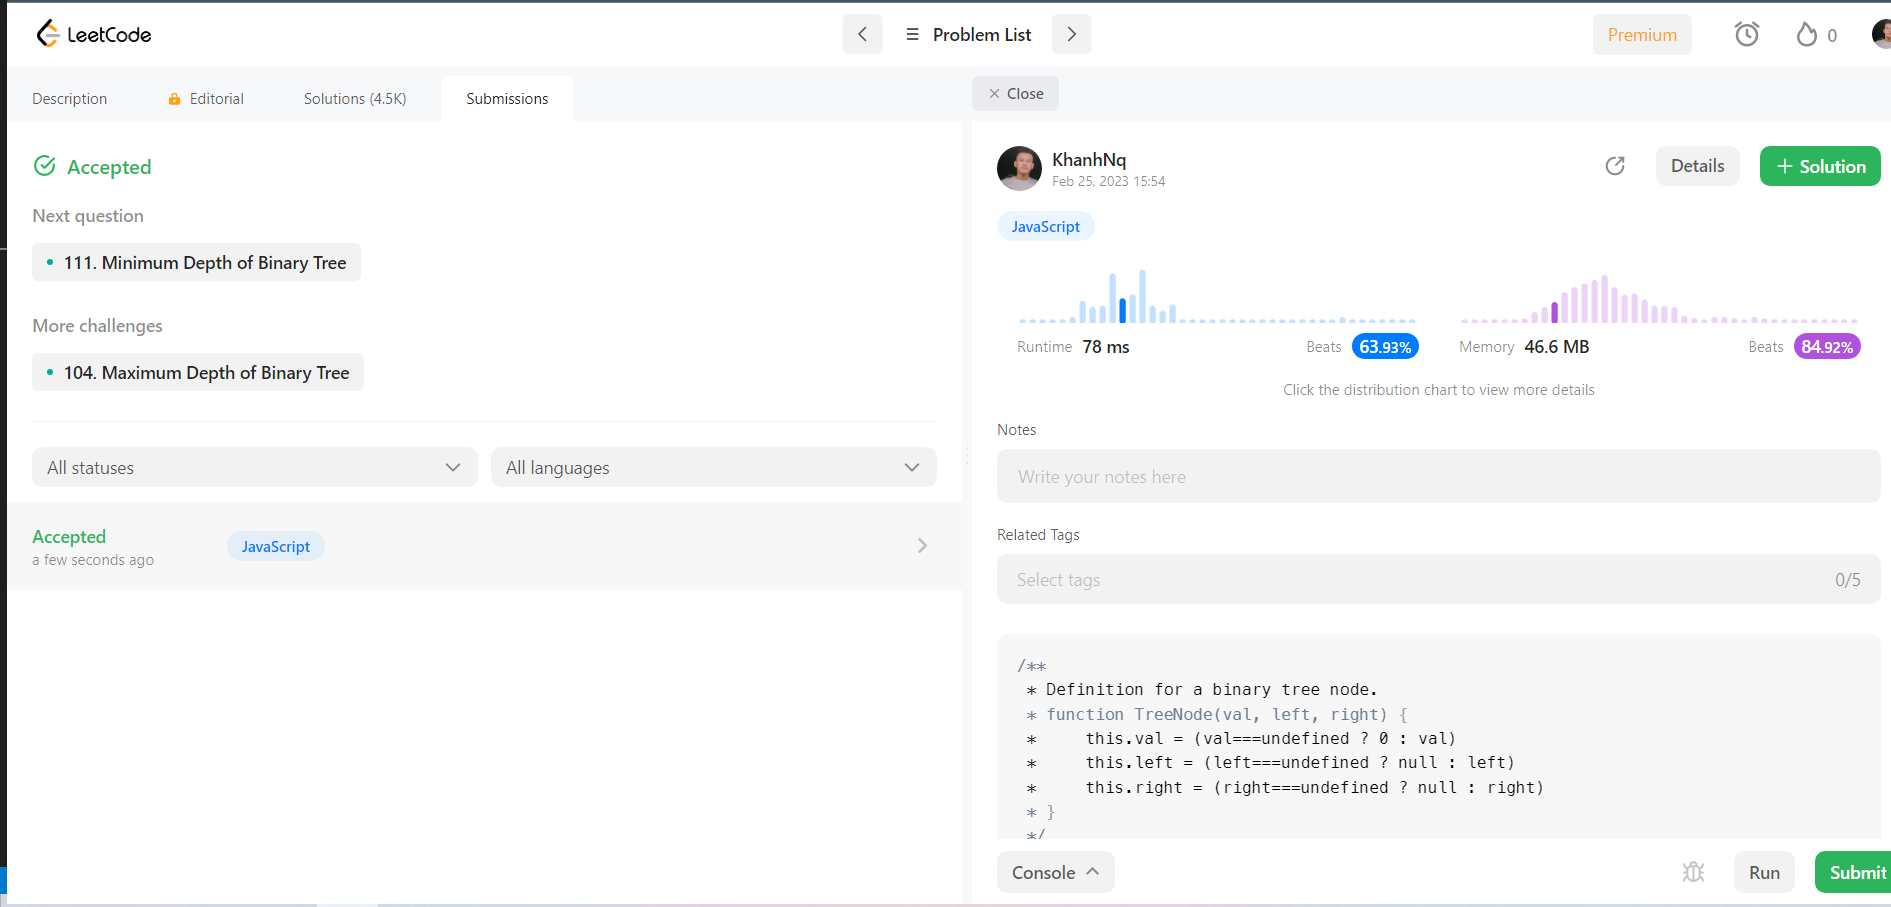 LeetCode
Problem List
Premium
0
Description
Editorial
Solutions (4.5K)
Submissions
Close
Accepted
Next question
111. Minimum Depth of Binary Tree
More challenges
104. Maximum Depth of Binary Tree
All statuses
All languages
Accepted
a few seconds ago
JavaScript
KhanhNq
Feb 25, 2023 15:54
Details
+ Solution
JavaScript
Runtime 78 ms
Beats 63.93%
Memory 46.6 MB
Beats 84.92%
Click the distribution chart to view more details
Notes
Write your notes here
Related Tags
Select tags
0/5
/**
 * Definition for a binary tree node.
 * function TreeNode(val, left, right) {
 *     this.val = (val===undefined ? 0 : val)
 *     this.left = (left===undefined ? null : left)
 *     this.right = (right===undefined ? null : right)
 * }
 */
Console
Run
Submit